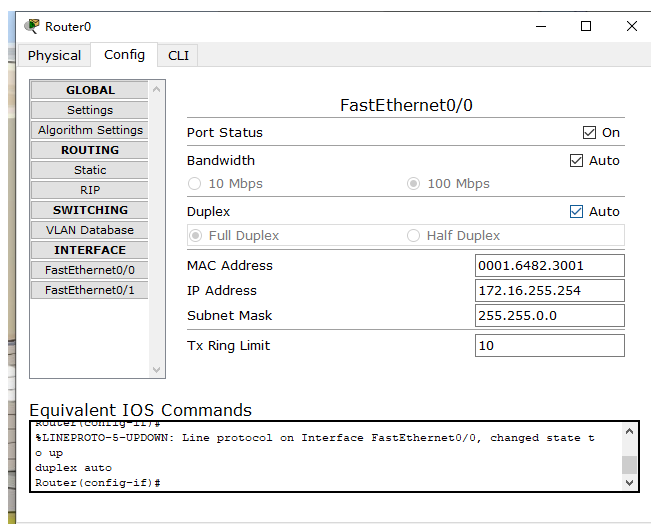 Router0
Physical
Config
CLI
GLOBAL
Settings
Algorithm Settings
ROUTING
Static
RIP
SWITCHING
VLAN Database
INTERFACE
FastEthernet0/0
FastEthernet0/1
FastEthernet0/0
Port Status
On
Bandwidth
Auto
10 Mbps
100 Mbps
Duplex
Auto
Full Duplex
Half Duplex
MAC Address
0001.6482.3001
IP Address
172.16.255.254
Subnet Mask
255.255.0.0
Tx Ring Limit
10
Equivalent IOS Commands
Router(config-if)#
%LINEPROTO-5-UPDOWN: Line protocol on Interface FastEthernet0/0, changed state t
o up
duplex auto
Router(config-if)#